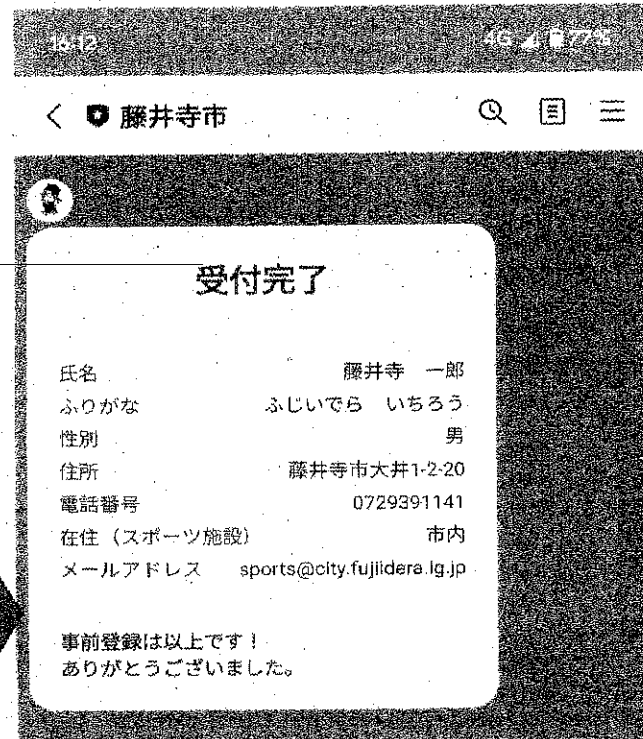 16:12 4G 77%
藤井寺市
受付完了
氏名 藤井寺 一郎
ふりがな ふじいでら いちろう
性別 男
住所 藤井寺市大井1-2-20
電話番号 0729391141
在住（スポーツ施設） 市内
メールアドレス sports@city.fujiidera.lg.jp
事前登録は以上です！
ありがとうございました。